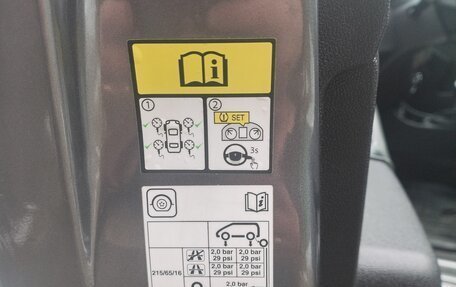 i
1 2
SET
3s
i
2,0 bar 2,0 bar
29 psi 29 psi
215/65/16
2,0 bar 2,0 bar
29 psi 29 psi
2,0 bar